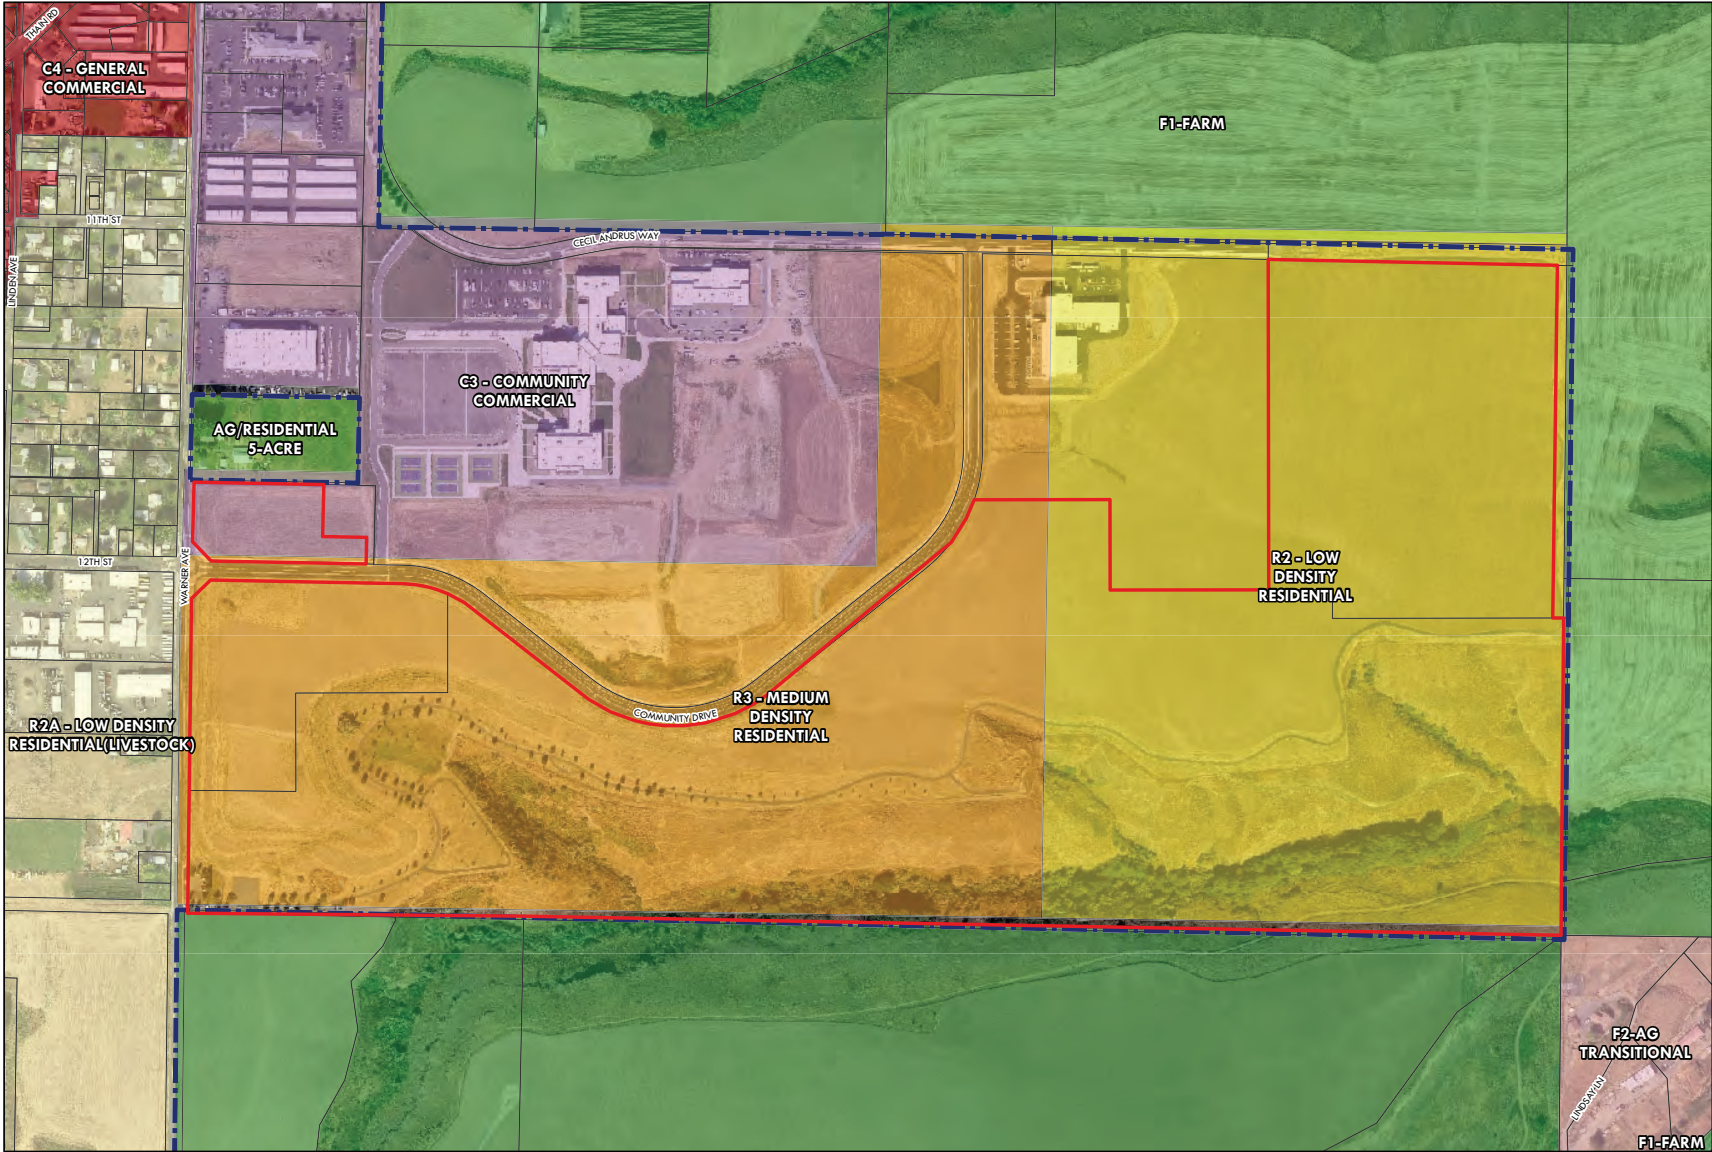 THAIN RD
C4 - GENERAL
COMMERCIAL
F1-FARM
11TH ST
CECIL ANDRUS WAY
LINDEN AVE
C3 - COMMUNITY
COMMERCIAL
AG/RESIDENTIAL
5-ACRE
12TH ST
WARNER AVE
R2 - LOW
DENSITY
RESIDENTIAL
R3 - MEDIUM
DENSITY
RESIDENTIAL
COMMUNITY DRIVE
R2A - LOW DENSITY
RESIDENTIAL(LIVESTOCK)
F2-AG
TRANSITIONAL
LINDSAY LN
F1-FARM